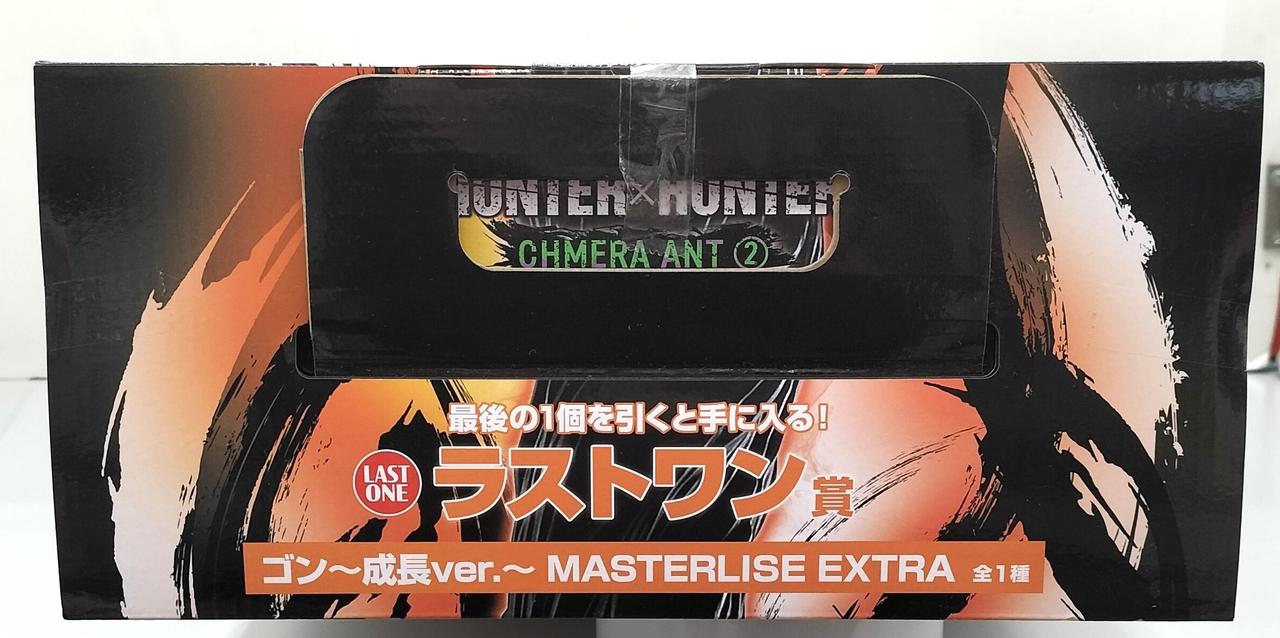 HUNTER×HUNTER
CHMERA ANT ②
最後の1個を引くと手に入る!
LAST
ONE
ラストワン賞
ゴン~成長ver.~ MASTERLISE EXTRA 全1種